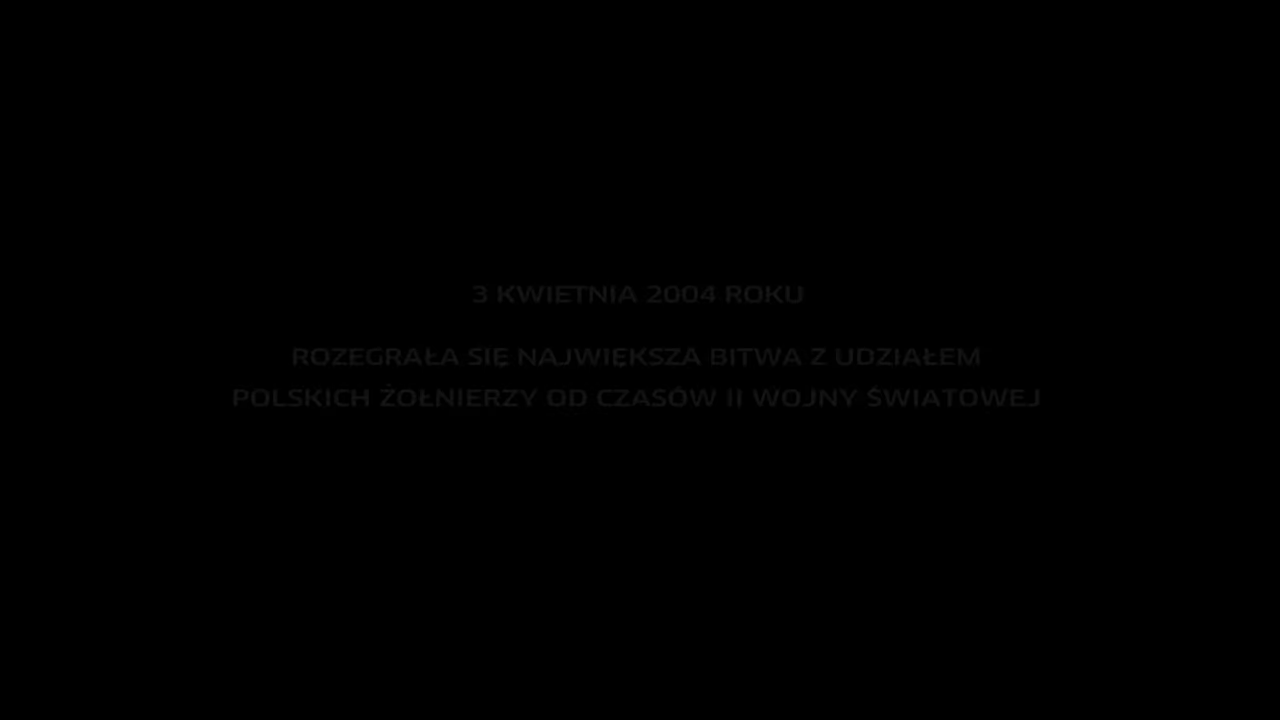 3 KWIETNIA 2004 ROKU
ROZEGRAŁA SIĘ NAJWIĘKSZA BITWA Z UDZIAŁEM
POLSKICH ŻOŁNIERZY OD CZASÓW II WOJNY ŚWIATOWEJ